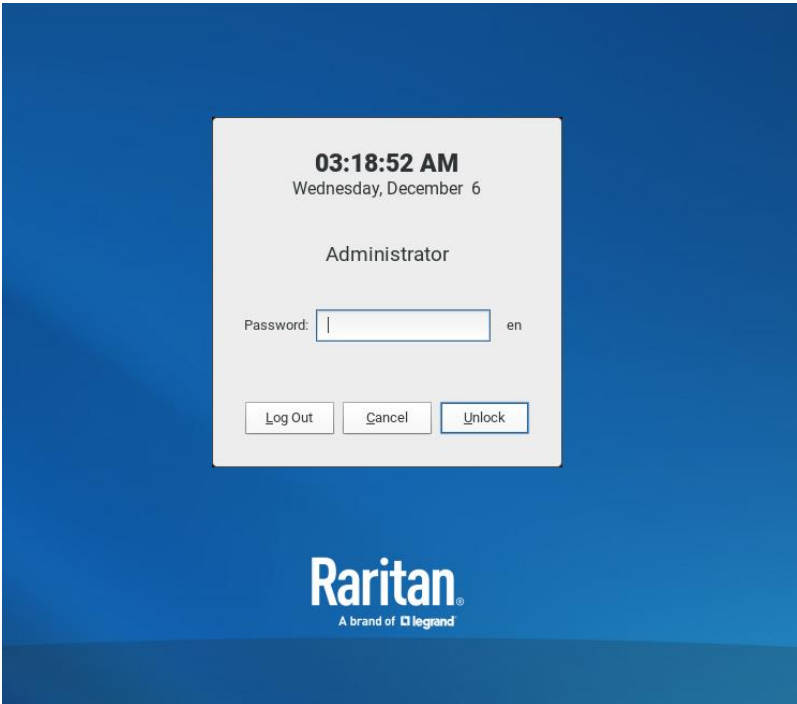 03:18:52 AM
Wednesday, December 6
Administrator
Password: en
Log Out Cancel Unlock
Raritan®
A brand of legrand®